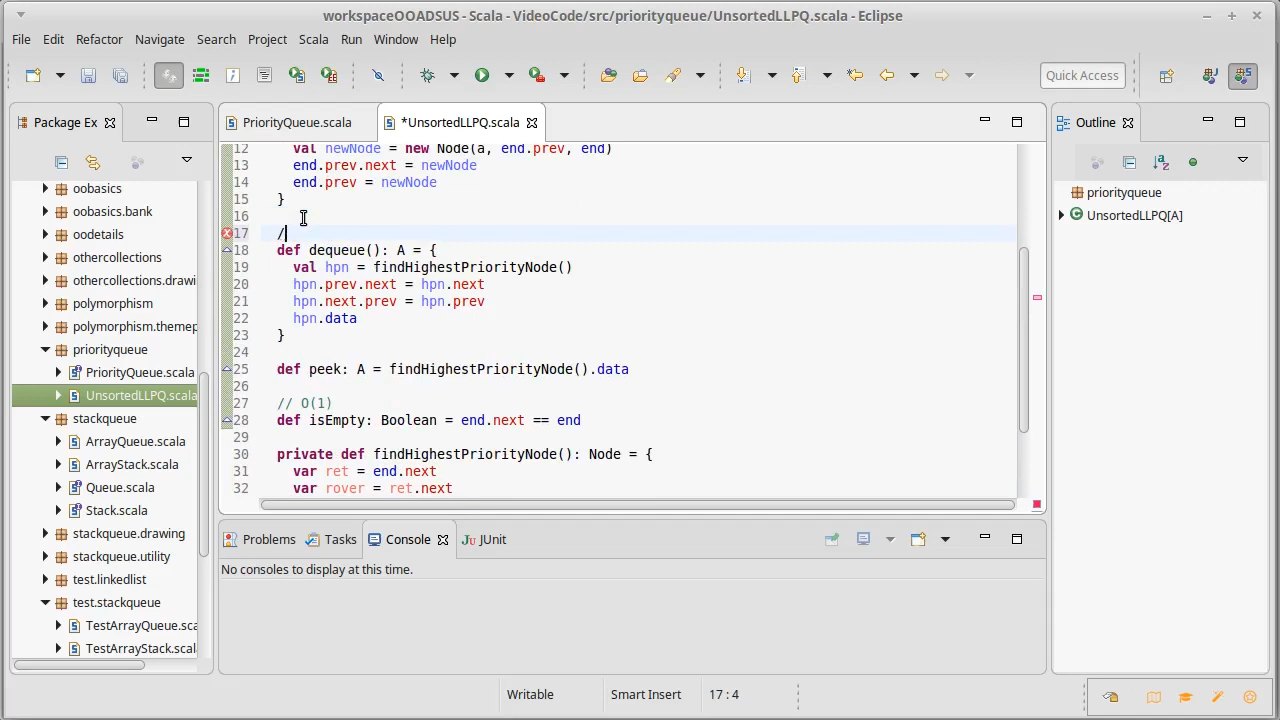 workspaceOOADSUS - Scala - VideoCode/src/priorityqueue/UnsortedLLPQ.scala - Eclipse
File Edit Refactor Navigate Search Project Scala Run Window Help
Quick Access
Package Ex
oobasics
oobasics.bank
oodetails
othercollections
othercollections.drawi
polymorphism
polymorphism.themep
priorityqueue
PriorityQueue.scala
UnsortedLLPQ.scala
stackqueue
ArrayQueue.scala
ArrayStack.scala
Queue.scala
Stack.scala
stackqueue.drawing
stackqueue.utility
test.linkedlist
test.stackqueue
TestArrayQueue.sca
TestArrayStack.scal
PriorityQueue.scala *UnsortedLLPQ.scala
12 val newNode = new Node(a, end.prev, end)
13 end.prev.next = newNode
14 end.prev = newNode
15 }
16
17 /
18 def dequeue(): A = {
19 val hpn = findHighestPriorityNode()
20 hpn.prev.next = hpn.next
21 hpn.next.prev = hpn.prev
22 hpn.data
23 }
24
25 def peek: A = findHighestPriorityNode().data
26
27 // O(1)
28 def isEmpty: Boolean = end.next == end
29
30 private def findHighestPriorityNode(): Node = {
31 var ret = end.next
32 var rover = ret.next
Problems Tasks Console JUnit
No consoles to display at this time.
Outline
priorityqueue
UnsortedLLPQ[A]
Writable Smart Insert 17 : 4